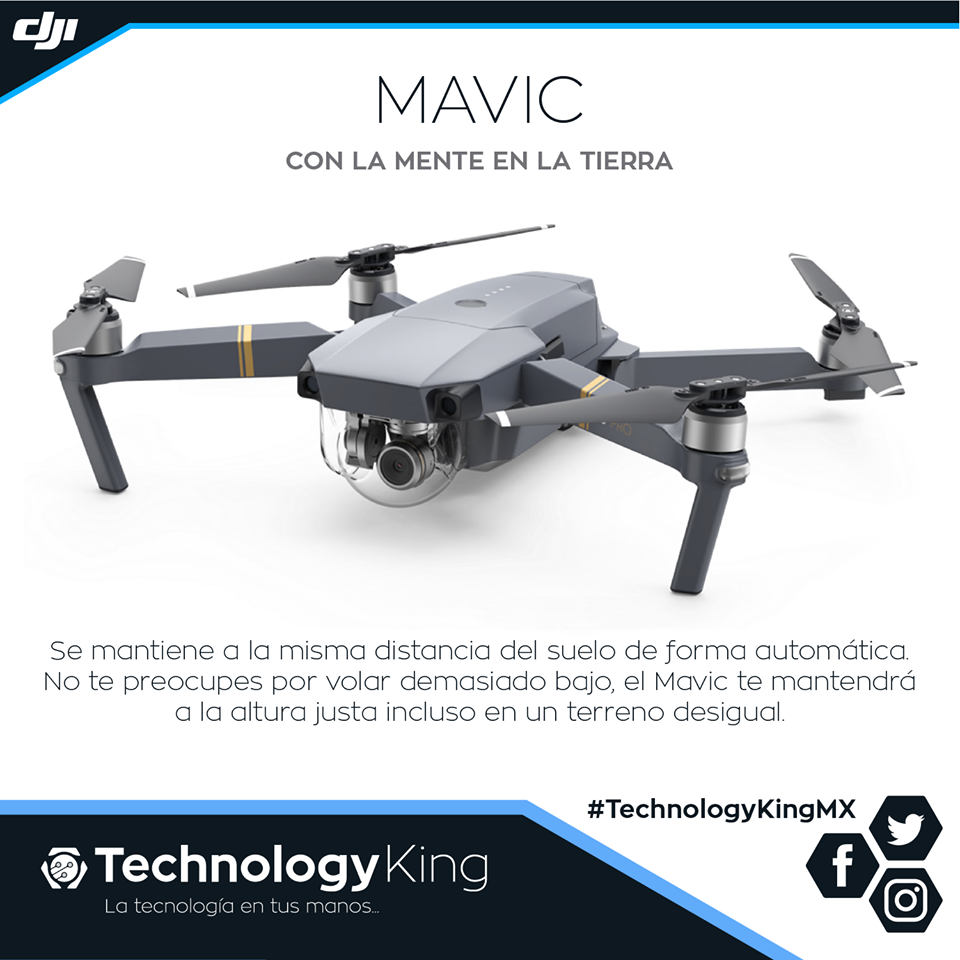 dji
MAVIC
CON LA MENTE EN LA TIERRA
PRO
Se mantiene a la misma distancia del suelo de forma automática.
No te preocupes por volar demasiado bajo, el Mavic te mantendrá
a la altura justa incluso en un terreno desigual.
#TechnologyKingMX
TechnologyKing
La tecnología en tus manos...